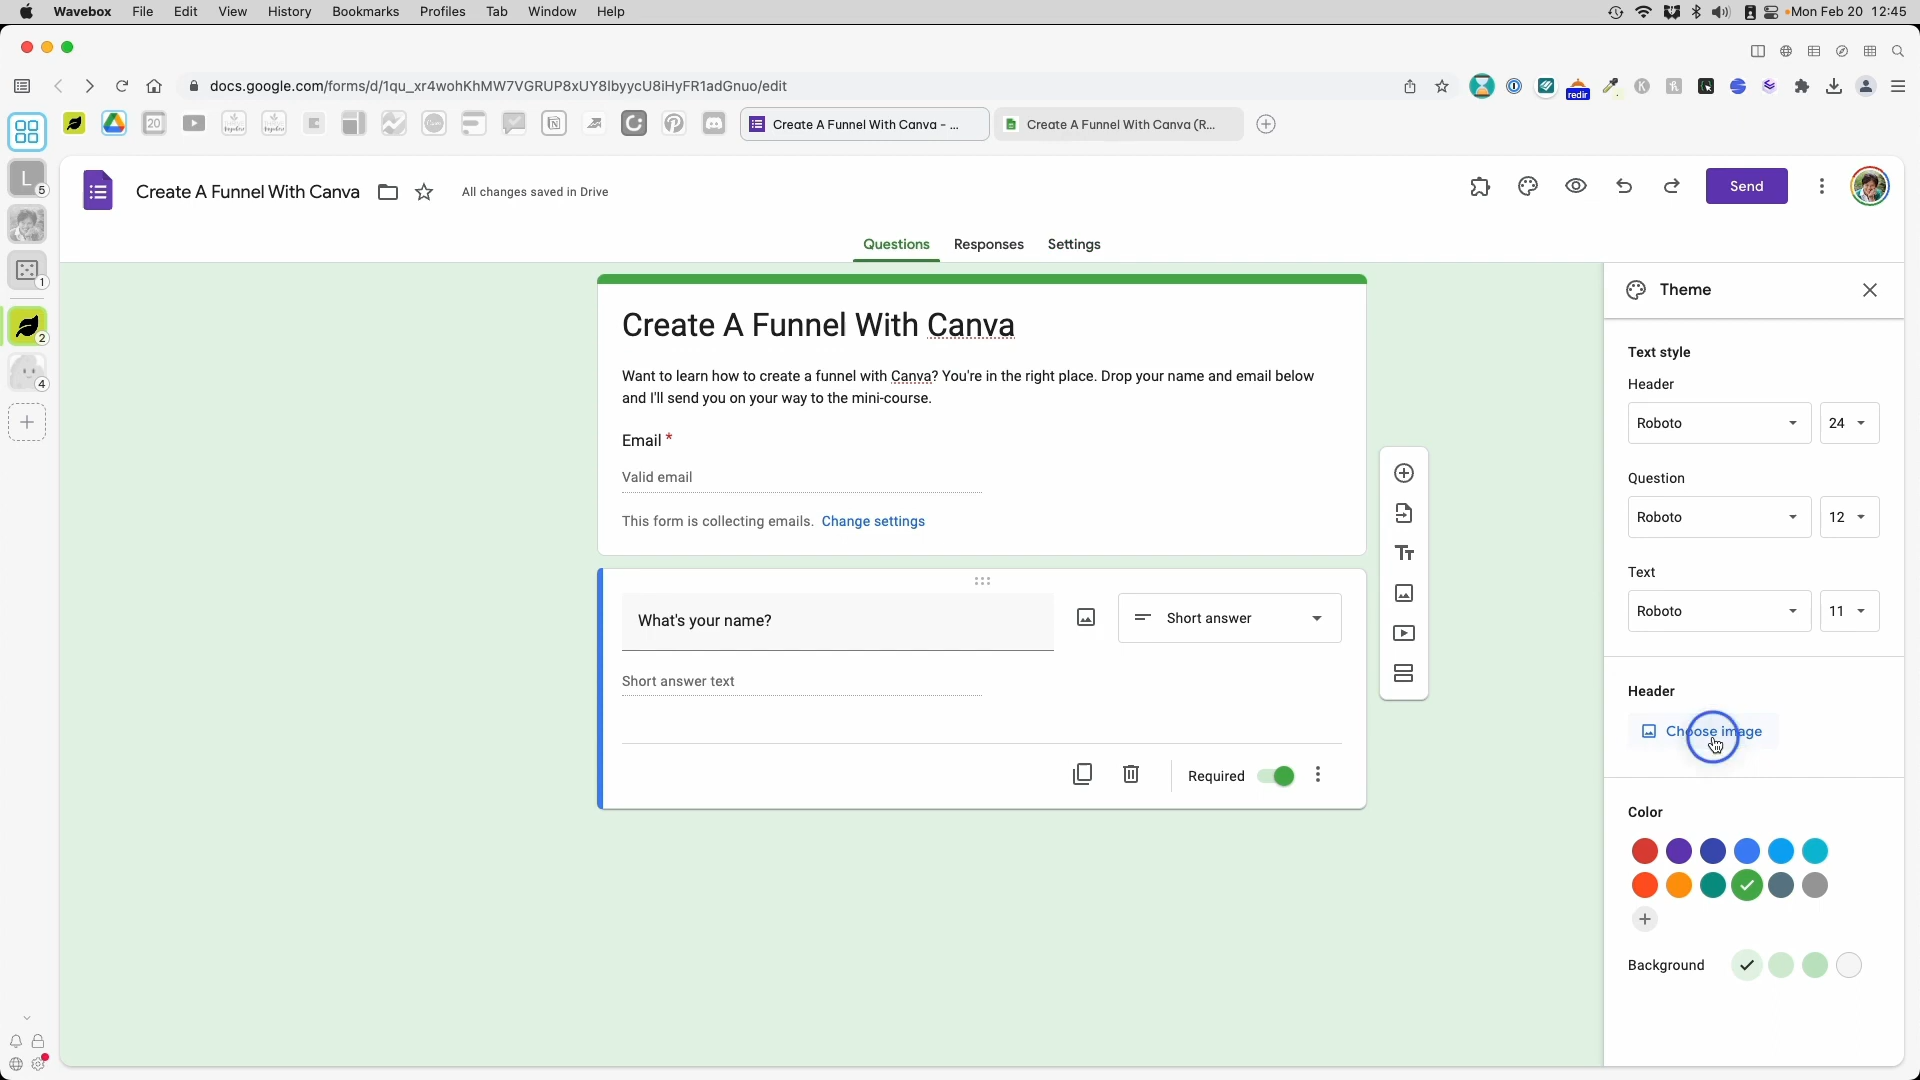 Wavebox File Edit View History Bookmarks Profiles Tab Window Help Mon Feb 20 12:45
docs.google.com/forms/d/1qu_xr4wohKhMW7VGRUP8xUY8lbyycU8iHyFR1adGnuo/edit
redir
20
Create A Funnel With Canva - ...
Create A Funnel With Canva (R...
L 5
1
2
4
Create A Funnel With Canva
All changes saved in Drive
Send
Questions Responses Settings
Create A Funnel With Canva
Want to learn how to create a funnel with Canva? You're in the right place. Drop your name and email below
and I'll send you on your way to the mini-course.
Email *
Valid email
This form is collecting emails. Change settings
What's your name?
Short answer
Short answer text
Required
Theme
Text style
Header
Roboto 24
Question
Roboto 12
Text
Roboto 11
Header
Choose image
Color
Background